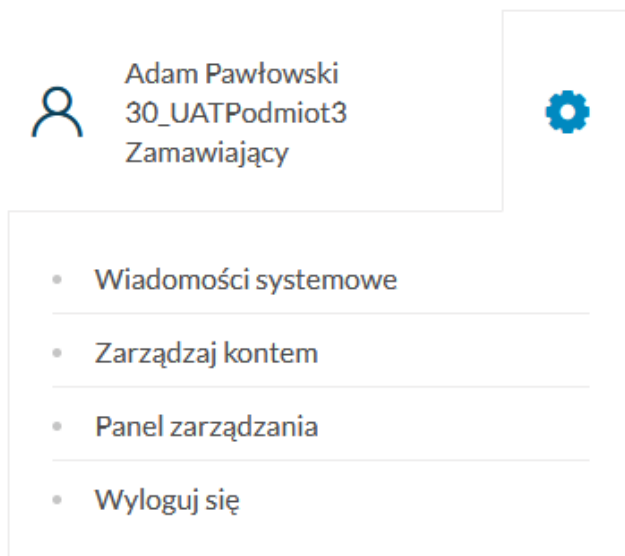 Adam Pawłowski
30_UATPodmiot3
Zamawiający
Wiadomości systemowe
Zarządzaj kontem
Panel zarządzania
Wyloguj się